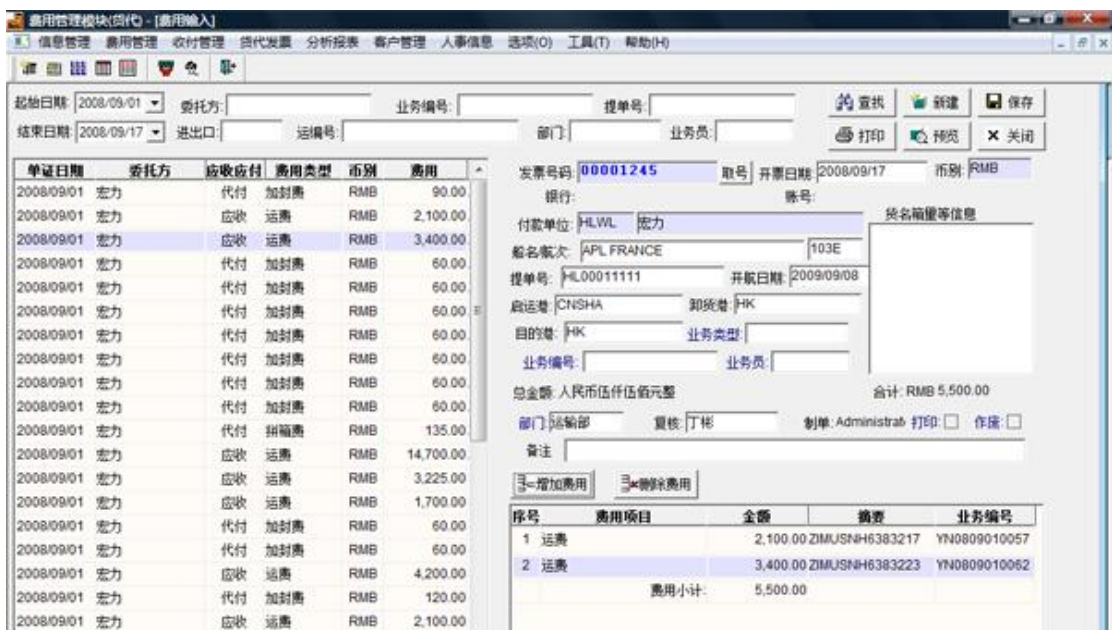 费用管理模块(货代) - [费用输入]
信息管理 费用管理 收付管理 货代发票 分析报表 客户管理 人事信息 选项(O) 工具(T) 帮助(H)
起始日期: 2008/09/01 委托方: 业务编号: 提单号: 查找 新建 保存
结束日期: 2008/09/17 进出口: 运编号: 部门: 业务员: 打印 预览 关闭
单证日期 委托方 应收应付 费用类型 币别 费用
2008/09/01 宏力 代付 加封费 RMB 90.00
2008/09/01 宏力 应收 运费 RMB 2,100.00
2008/09/01 宏力 应收 运费 RMB 3,400.00
2008/09/01 宏力 代付 加封费 RMB 60.00
2008/09/01 宏力 代付 加封费 RMB 60.00
2008/09/01 宏力 代付 加封费 RMB 60.00
2008/09/01 宏力 代付 加封费 RMB 60.00
2008/09/01 宏力 代付 加封费 RMB 60.00
2008/09/01 宏力 代付 加封费 RMB 60.00
2008/09/01 宏力 代付 加封费 RMB 60.00
2008/09/01 宏力 代付 拼箱费 RMB 135.00
2008/09/01 宏力 应收 运费 RMB 14,700.00
2008/09/01 宏力 应收 运费 RMB 3,225.00
2008/09/01 宏力 应收 运费 RMB 1,700.00
2008/09/01 宏力 代付 加封费 RMB 60.00
2008/09/01 宏力 代付 加封费 RMB 60.00
2008/09/01 宏力 应收 运费 RMB 4,200.00
2008/09/01 宏力 代付 加封费 RMB 120.00
2008/09/01 宏力 应收 运费 RMB 2,100.00
发票号码: 00001245 取号 开票日期: 2008/09/17 币别: RMB
银行: 账号:
付款单位: HLWL 宏力 货名箱量等信息
船名/航次: APL FRANCE 103E
提单号: HL00011111 开航日期: 2009/09/08
启运港: CNSHA 卸货港: HK
目的港: HK 业务类型:
业务编号: 业务员:
总金额: 人民币伍仟伍佰元整 合计: RMB 5,500.00
部门: 运输部 复核: 丁彬 制单: Administrat 打印: 作废:
备注
增加费用 删除费用
序号 费用项目 金额 摘要 业务编号
1 运费 2,100.00 ZIMUSNH6383217 YN0809010057
2 运费 3,400.00 ZIMUSNH6383223 YN0809010062
费用小计: 5,500.00